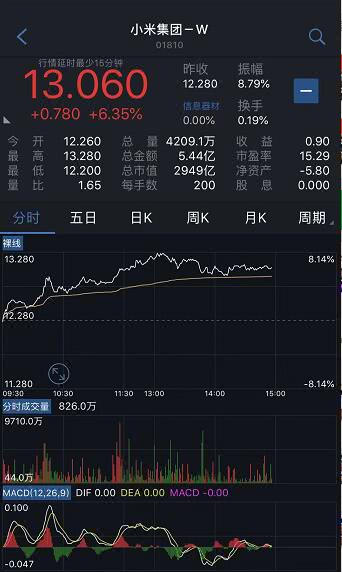 小米集团－W
01810
行情延时最少15分钟
13.060
+0.780 +6.35%
昨收 振幅
12.280 8.79%
信息器材 换手
0.00% 0.19%
今开 12.260 总量 4209.1万 收益 0.90
最高 13.280 总金额 5.44亿 市盈率 15.29
最低 12.200 总市值 2949亿 净资产 -5.80
量比 1.65 每手数 200 股息 0.000
分时 五日 日K 周K 月K 周期
裸线
13.280 8.14%
12.280
11.280 -8.14%
09:30 10:30 11:30 13:00 14:00 15:00
分时成交量 826.0万
9710.0万
44.0万
MACD(12,26,9) DIF 0.00 DEA 0.00 MACD -0.00
0.100
-0.047